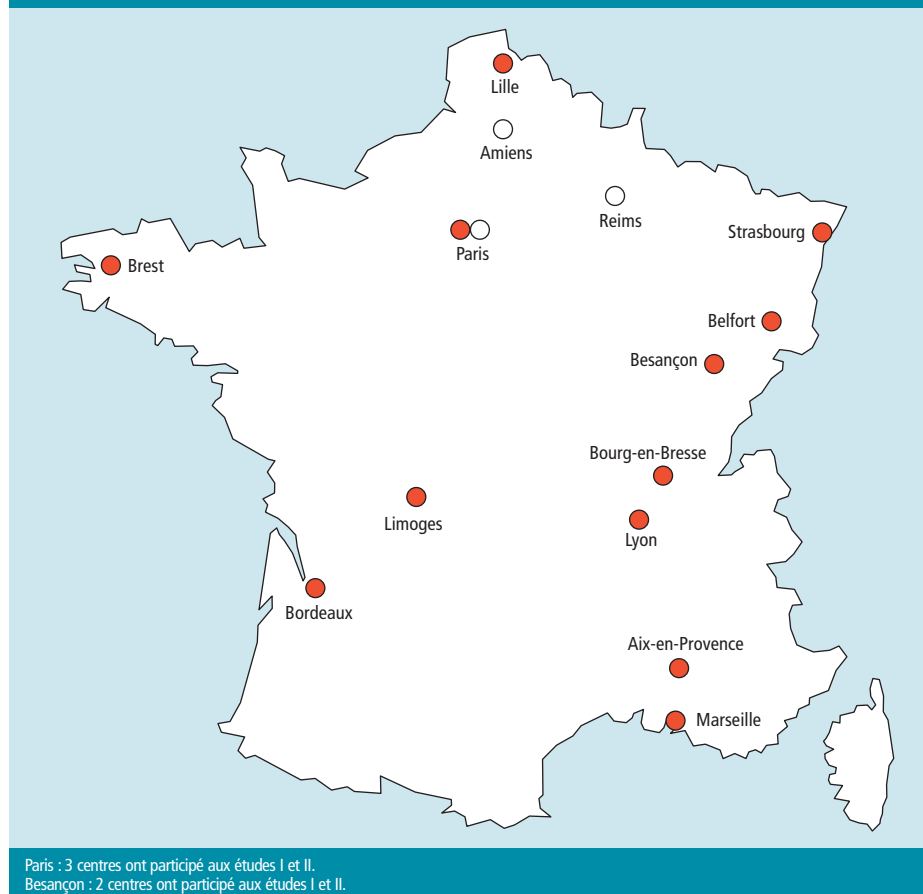 Lille
Amiens
Reims
Paris
Strasbourg
Brest
Belfort
Besançon
Bourg-en-Bresse
Limoges
Lyon
Bordeaux
Aix-en-Provence
Marseille
Paris : 3 centres ont participé aux études I et II.
Besançon : 2 centres ont participé aux études I et II.